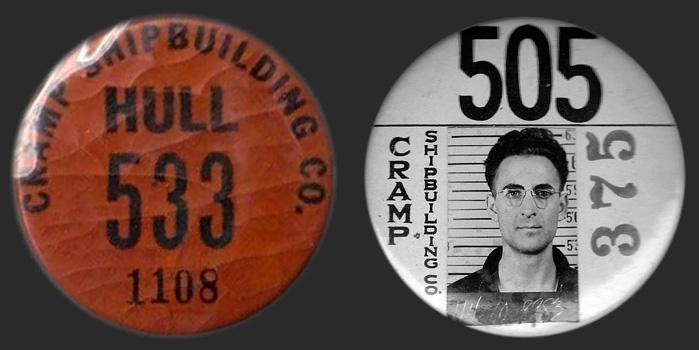 CRAMP SHIPBUILDING CO.
HULL
533
1108
505
CRAMP
SHIPBUILDING CO.
375